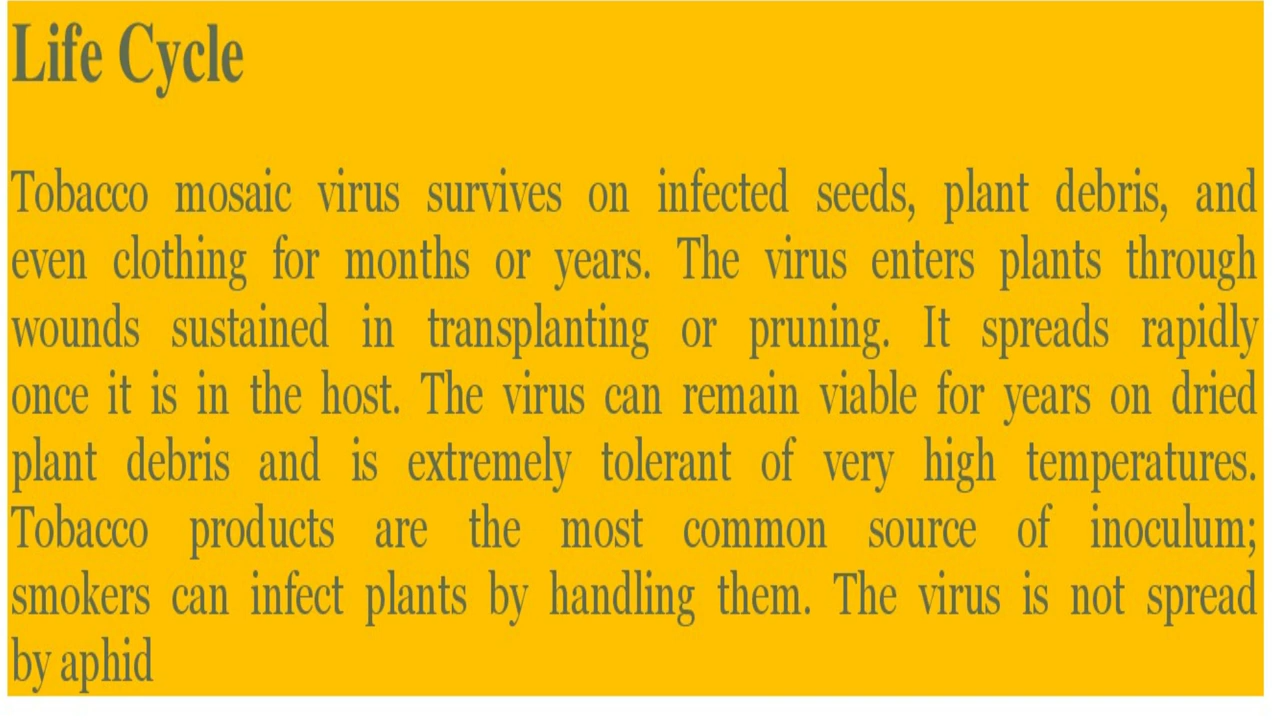 Life Cycle
Tobacco mosaic virus survives on infected seeds, plant debris, and
even clothing for months or years. The virus enters plants through
wounds sustained in transplanting or pruning. It spreads rapidly
once it is in the host. The virus can remain viable for years on dried
plant debris and is extremely tolerant of very high temperatures.
Tobacco products are the most common source of inoculum;
smokers can infect plants by handling them. The virus is not spread
by aphid